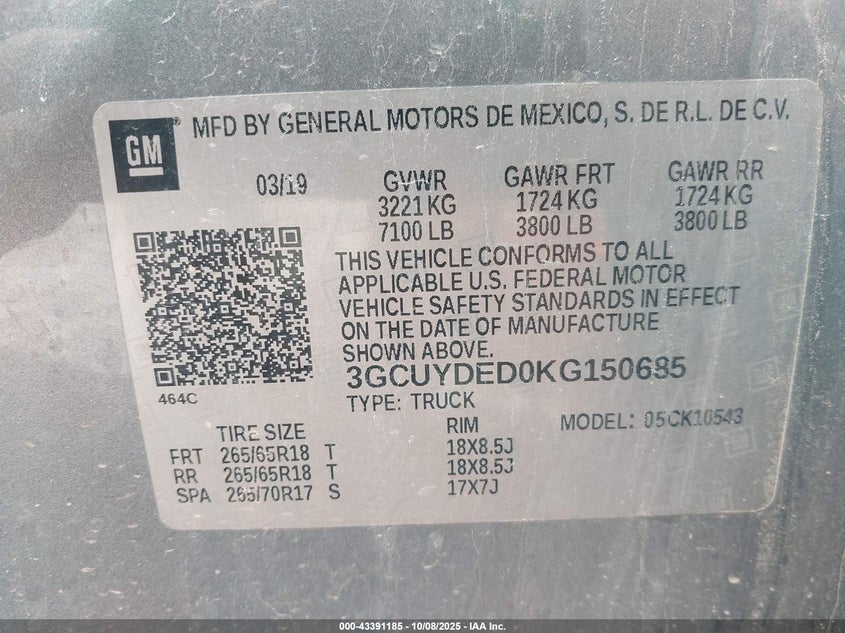 GM
MFD BY GENERAL MOTORS DE MEXICO, S. DE R.L. DE C.V.
03/19 GVWR GAWR FRT GAWR RR
3221 KG 1724 KG 1724 KG
7100 LB 3800 LB 3800 LB
THIS VEHICLE CONFORMS TO ALL
APPLICABLE U.S. FEDERAL MOTOR
VEHICLE SAFETY STANDARDS IN EFFECT
ON THE DATE OF MANUFACTURE
SHOWN ABOVE.
3GCUYDED0KG150685
464C
TYPE: TRUCK
MODEL: 05CK10543
TIRE SIZE RIM
FRT 265/65R18 T 18X8.5J
RR 265/65R18 T 18X8.5J
SPA 265/70R17 S 17X7J
000-43391185 - 10/08/2025 - IAA Inc.